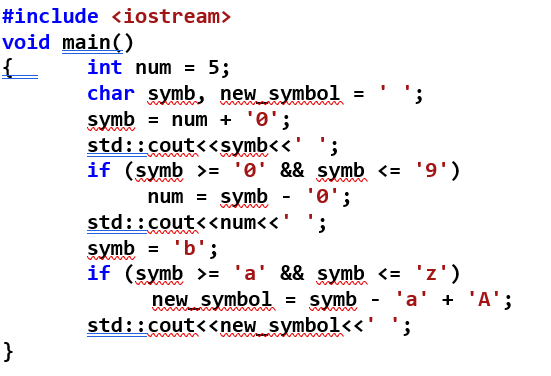 #include <iostream>
void main()
{ int num = 5;
char symb, new_symbol = ' ';
symb = num + '0';
std::cout<<symb<<' ';
if (symb >= '0' && symb <= '9')
num = symb - '0';
std::cout<<num<<' ';
symb = 'b';
if (symb >= 'a' && symb <= 'z')
new_symbol = symb - 'a' + 'A';
std::cout<<new_symbol<<' ';
}